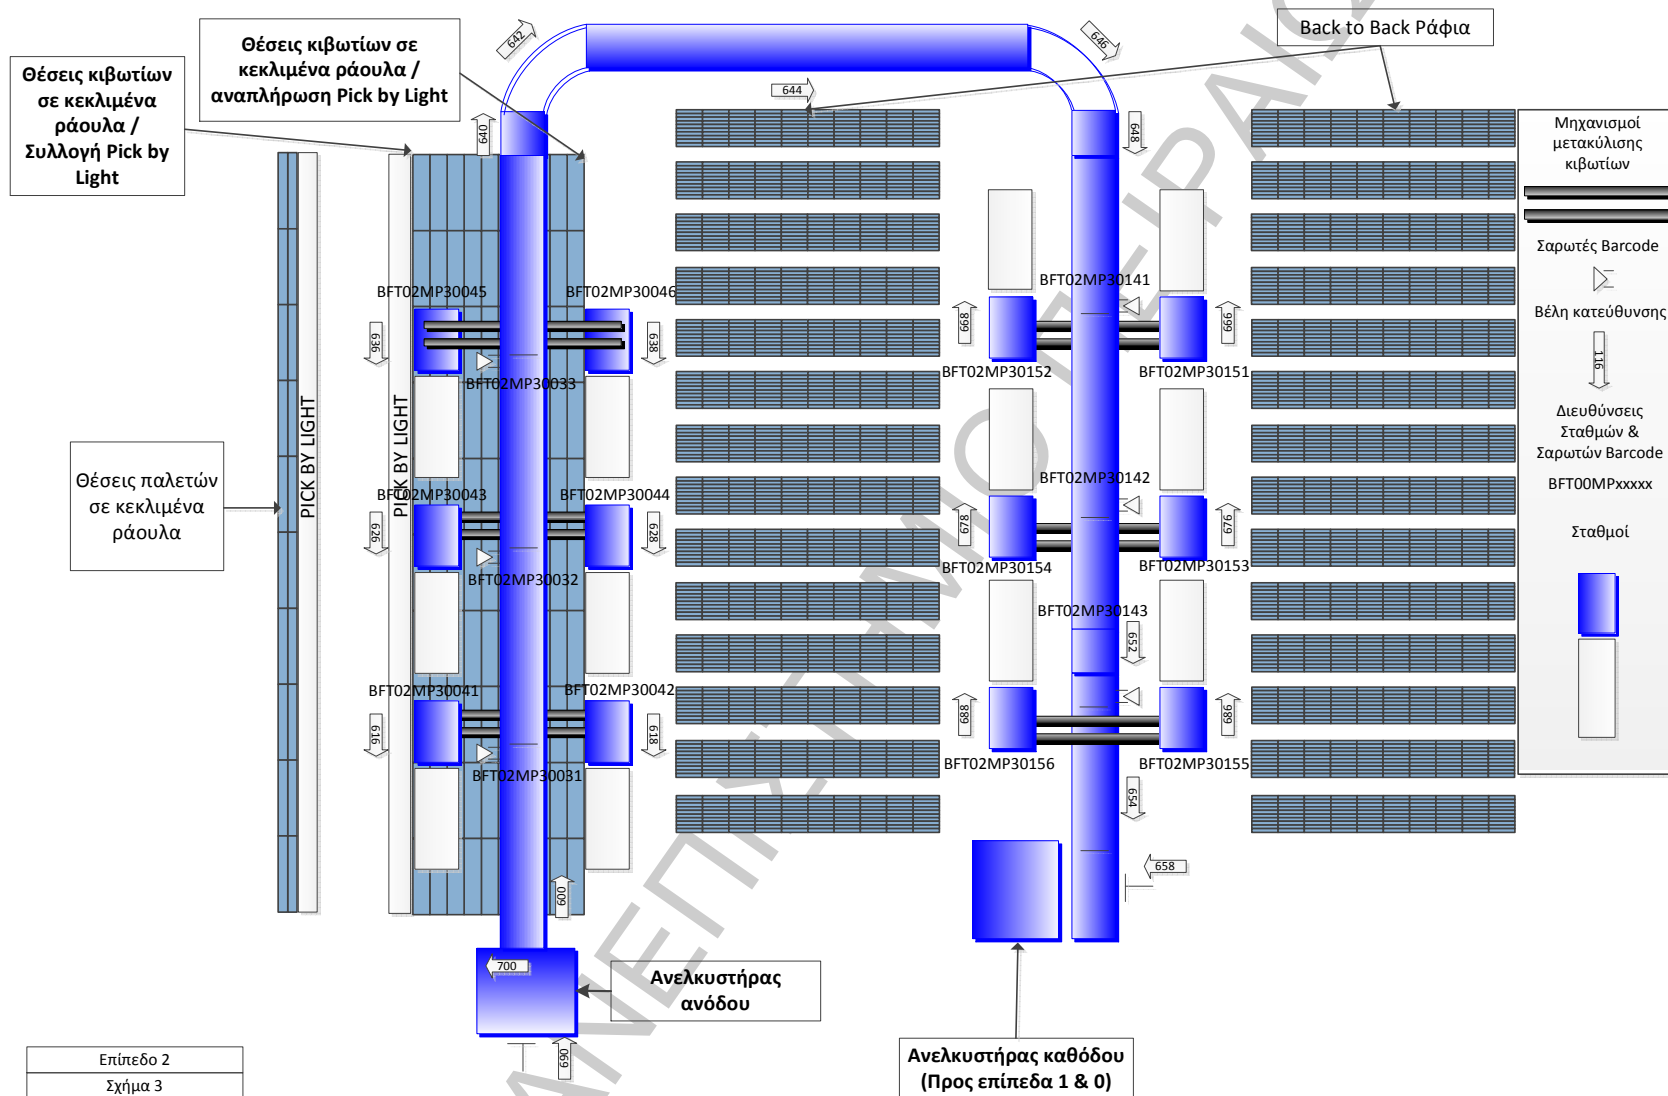 Θέσεις κιβωτίων
σε κεκλιμένα
ράουλα /
Συλλογή Pick by
Light
Θέσεις κιβωτίων σε
κεκλιμένα ράουλα /
αναπλήρωση Pick by Light
Back to Back Ράφια
642
646
644
640
648
Μηχανισμοί
μετακύλισης
κιβωτίων
Σαρωτές Barcode
Βέλη κατεύθυνσης
116
Διευθύνσεις
Σταθμών &
Σαρωτών Barcode
BFT00MPxxxxx
Σταθμοί
BFT02MP30045
BFT02MP30046
636
638
BFT02MP30033
PICK BY LIGHT
PICK BY LIGHT
Θέσεις παλετών
σε κεκλιμένα
ράουλα
BFT02MP30043
BFT02MP30044
626
628
BFT02MP30032
BFT02MP30041
BFT02MP30042
616
618
BFT02MP30031
600
BFT02MP30141
668
666
BFT02MP30152
BFT02MP30151
BFT02MP30142
678
676
BFT02MP30154
BFT02MP30153
BFT02MP30143
652
688
686
BFT02MP30156
BFT02MP30155
654
658
700
690
Ανελκυστήρας
ανόδου
Ανελκυστήρας καθόδου
(Προς επίπεδα 1 & 0)
Επίπεδο 2
Σχήμα 3